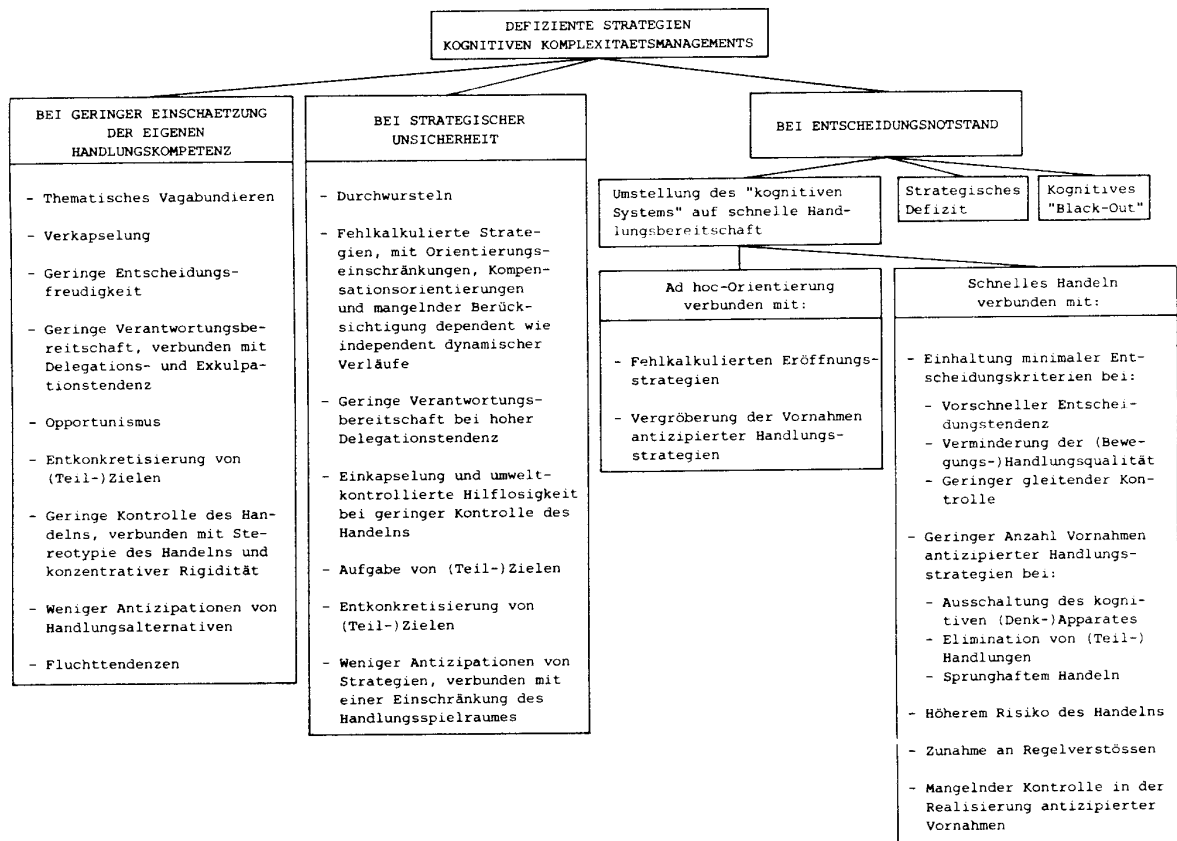 DEFIZIENTE STRATEGIEN
KOGNITIVEN KOMPLEXITAETSMANAGEMENTS
BEI GERINGER EINSCHAETZUNG
DER EIGENEN
HANDLUNGSKOMPETENZ
- Thematisches Vagabundieren
- Verkapselung
- Geringe Entscheidungs-
freudigkeit
- Geringe Verantwortungsbe-
reitschaft, verbunden mit
Delegations- und Exkulpa-
tionstendenz
- Opportunismus
- Entkonkretisierung von
(Teil-)Zielen
- Geringe Kontrolle des Han-
delns, verbunden mit Ste-
reotypie des Handelns und
konzentrativer Rigidität
- Weniger Antizipationen von
Handlungsalternativen
- Fluchttendenzen
BEI STRATEGISCHER
UNSICHERHEIT
- Durchwursteln
- Fehlkalkulierte Strate-
gien, mit Orientierungs-
einschränkungen, Kompen-
sationsorientierungen
und mangelnder Berück-
sichtigung dependent wie
independent dynamischer
Verläufe
- Geringe Verantwortungs-
bereitschaft bei hoher
Delegationstendenz
- Einkapselung und umwelt-
kontrollierte Hilflosigkeit
bei geringer Kontrolle des
Handelns
- Aufgabe von (Teil-)Zielen
- Entkonkretisierung von
(Teil-)Zielen
- Weniger Antizipationen von
Strategien, verbunden mit
einer Einschränkung des
Handlungsspielraumes
BEI ENTSCHEIDUNGSNOTSTAND
Umstellung des "kognitiven
Systems" auf schnelle Hand-
lungsbereitschaft
Strategisches
Defizit
Kognitives
"Black-Out"
Ad hoc-Orientierung
verbunden mit:
- Fehlkalkulierten Eröffnungs-
strategien
- Vergröberung der Vornahmen
antizipierter Handlungs-
strategien
Schnelles Handeln
verbunden mit:
- Einhaltung minimaler Ent-
scheidungskriterien bei:
- Vorschneller Entschei-
dungstendenz
- Verminderung der (Bewe-
gungs-)Handlungsqualität
- Geringer gleitender Kon-
trolle
- Geringer Anzahl Vornahmen
antizipierter Handlungs-
strategien bei:
- Ausschaltung des kogni-
tiven (Denk-)Apparates
- Elimination von (Teil-)
Handlungen
- Sprunghaftem Handeln
- Höherem Risiko des Handelns
- Zunahme an Regelverstössen
- Mangelnder Kontrolle in der
Realisierung antizipierter
Vornahmen